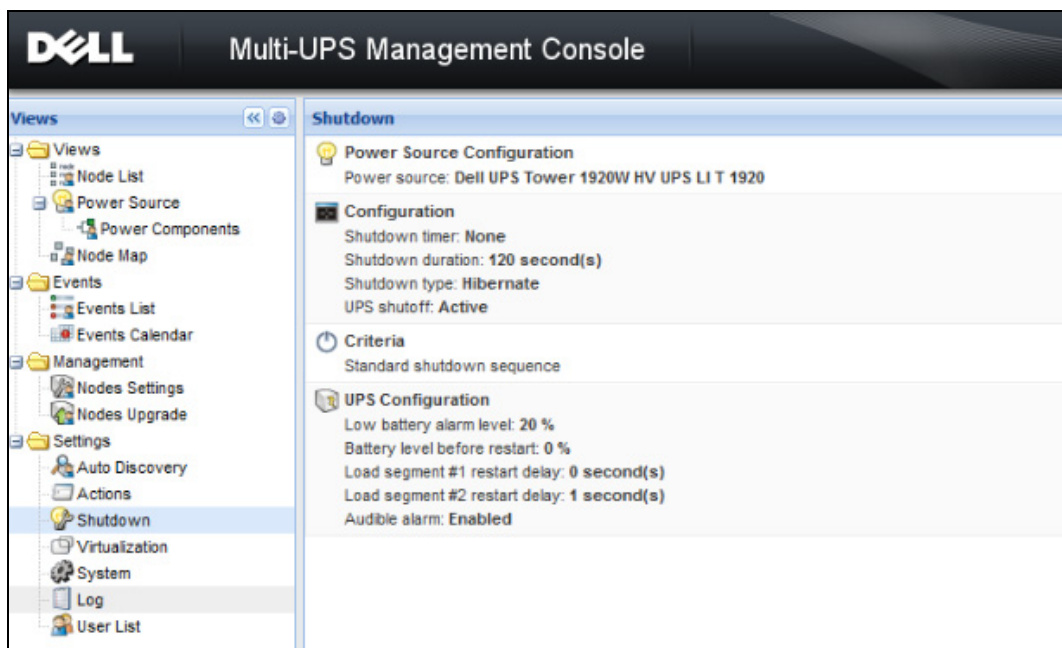 DELL
Multi-UPS Management Console
Views
Views
Node List
Power Source
Power Components
Node Map
Events
Events List
Events Calendar
Management
Nodes Settings
Nodes Upgrade
Settings
Auto Discovery
Actions
Shutdown
Virtualization
System
Log
User List
Shutdown
Power Source Configuration
Power source: Dell UPS Tower 1920W HV UPS LI T 1920
Configuration
Shutdown timer: None
Shutdown duration: 120 second(s)
Shutdown type: Hibernate
UPS shutoff: Active
Criteria
Standard shutdown sequence
UPS Configuration
Low battery alarm level: 20 %
Battery level before restart: 0 %
Load segment #1 restart delay: 0 second(s)
Load segment #2 restart delay: 1 second(s)
Audible alarm: Enabled